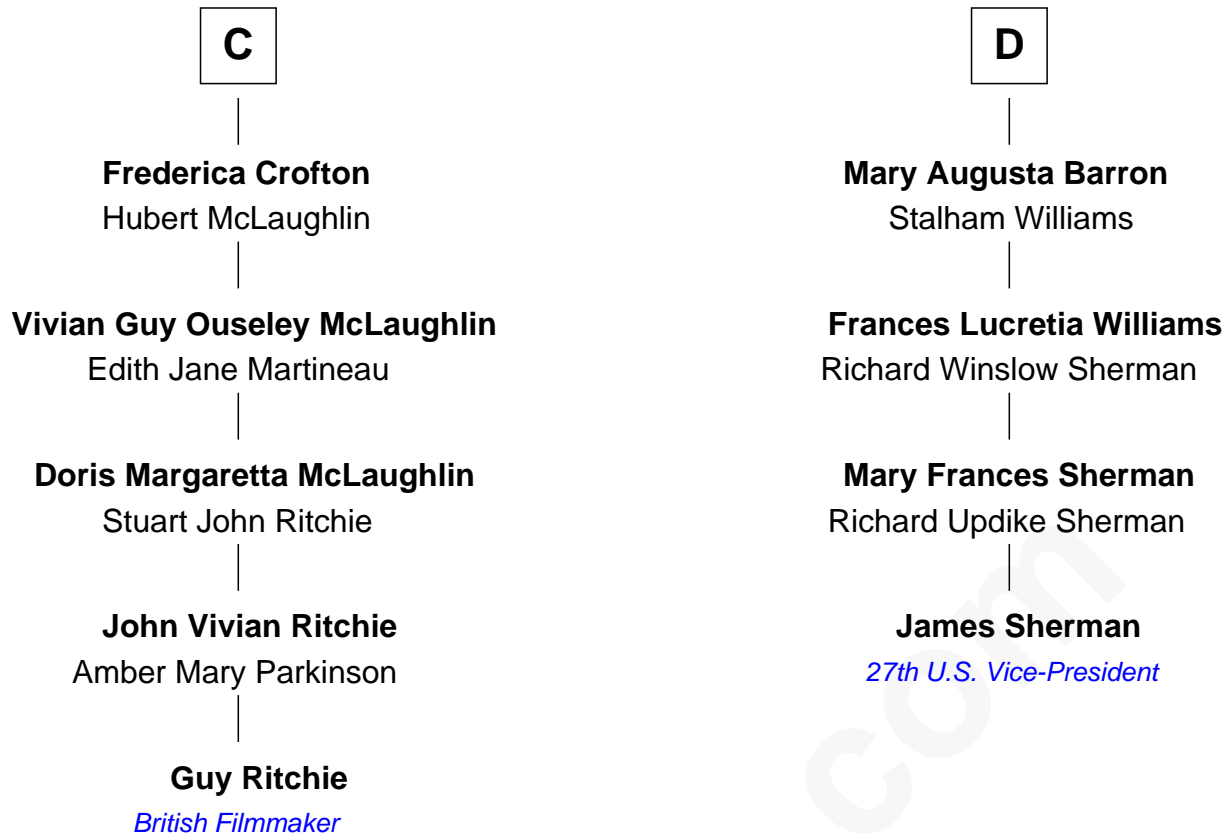 C
Frederica Crofton
Hubert McLaughlin
Vivian Guy Ouseley McLaughlin
Edith Jane Martineau
Doris Margaretta McLaughlin
Stuart John Ritchie
John Vivian Ritchie
Amber Mary Parkinson
Guy Ritchie
British Filmmaker
D
Mary Augusta Barron
Stalham Williams
Frances Lucretia Williams
Richard Winslow Sherman
Mary Frances Sherman
Richard Updike Sherman
James Sherman
27th U.S. Vice-President
com